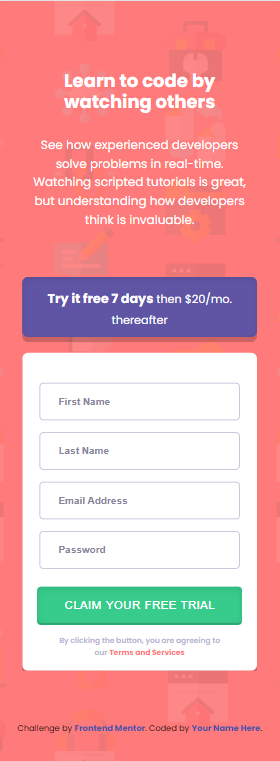 Learn to code by
watching others
See how experienced developers
solve problems in real-time.
Watching scripted tutorials is great,
but understanding how developers
think is invaluable.
Try it free 7 days then $20/mo.
thereafter
First Name
Last Name
Email Address
Password
CLAIM YOUR FREE TRIAL
By clicking the button, you are agreeing to
our Terms and Services
Challenge by Frontend Mentor. Coded by Your Name Here.